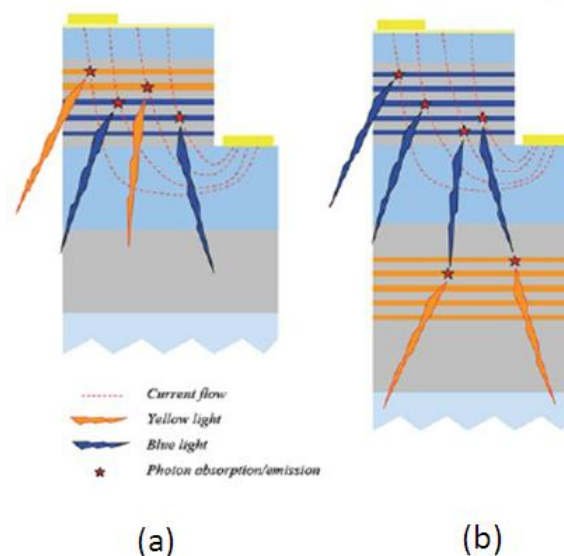 Current flow
Yellow light
Blue light
Photon absorption/emission
(a)
(b)